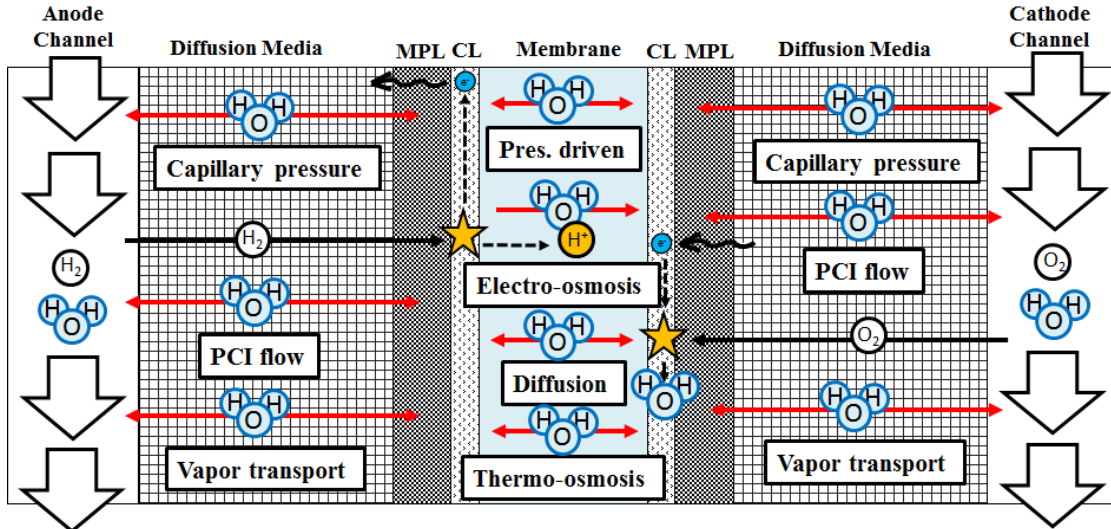 Anode
Channel
Diffusion Media
MPL
CL
Membrane
CL
MPL
Diffusion Media
Cathode
Channel
e-
H H
O
H H
O
H H
O
Capillary pressure
Pres. driven
Capillary pressure
H H
O
H H
O
H2
H+
e-
H2
PCI flow
O2
Electro-osmosis
H H
O
H H
O
H H
O
H H
O
O2
H H
O
PCI flow
Diffusion
H H
O
H H
O
H H
O
H H
O
Vapor transport
Thermo-osmosis
Vapor transport